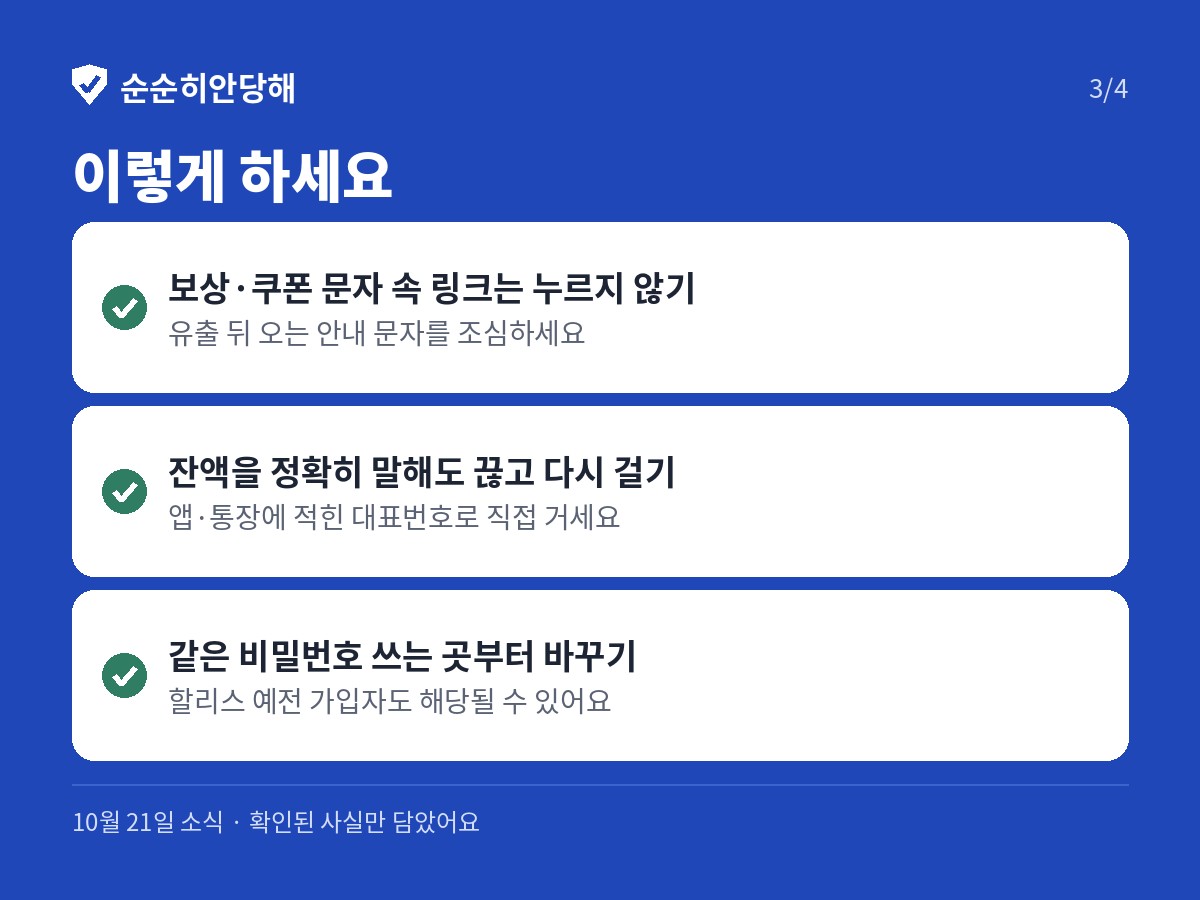 순순히안당해
3/4
이렇게 하세요
보상·쿠폰 문자 속 링크는 누르지 않기
유출 뒤 오는 안내 문자를 조심하세요
잔액을 정확히 말해도 끊고 다시 걸기
앱·통장에 적힌 대표번호로 직접 거세요
같은 비밀번호 쓰는 곳부터 바꾸기
할리스 예전 가입자도 해당될 수 있어요
10월 21일 소식 · 확인된 사실만 담았어요